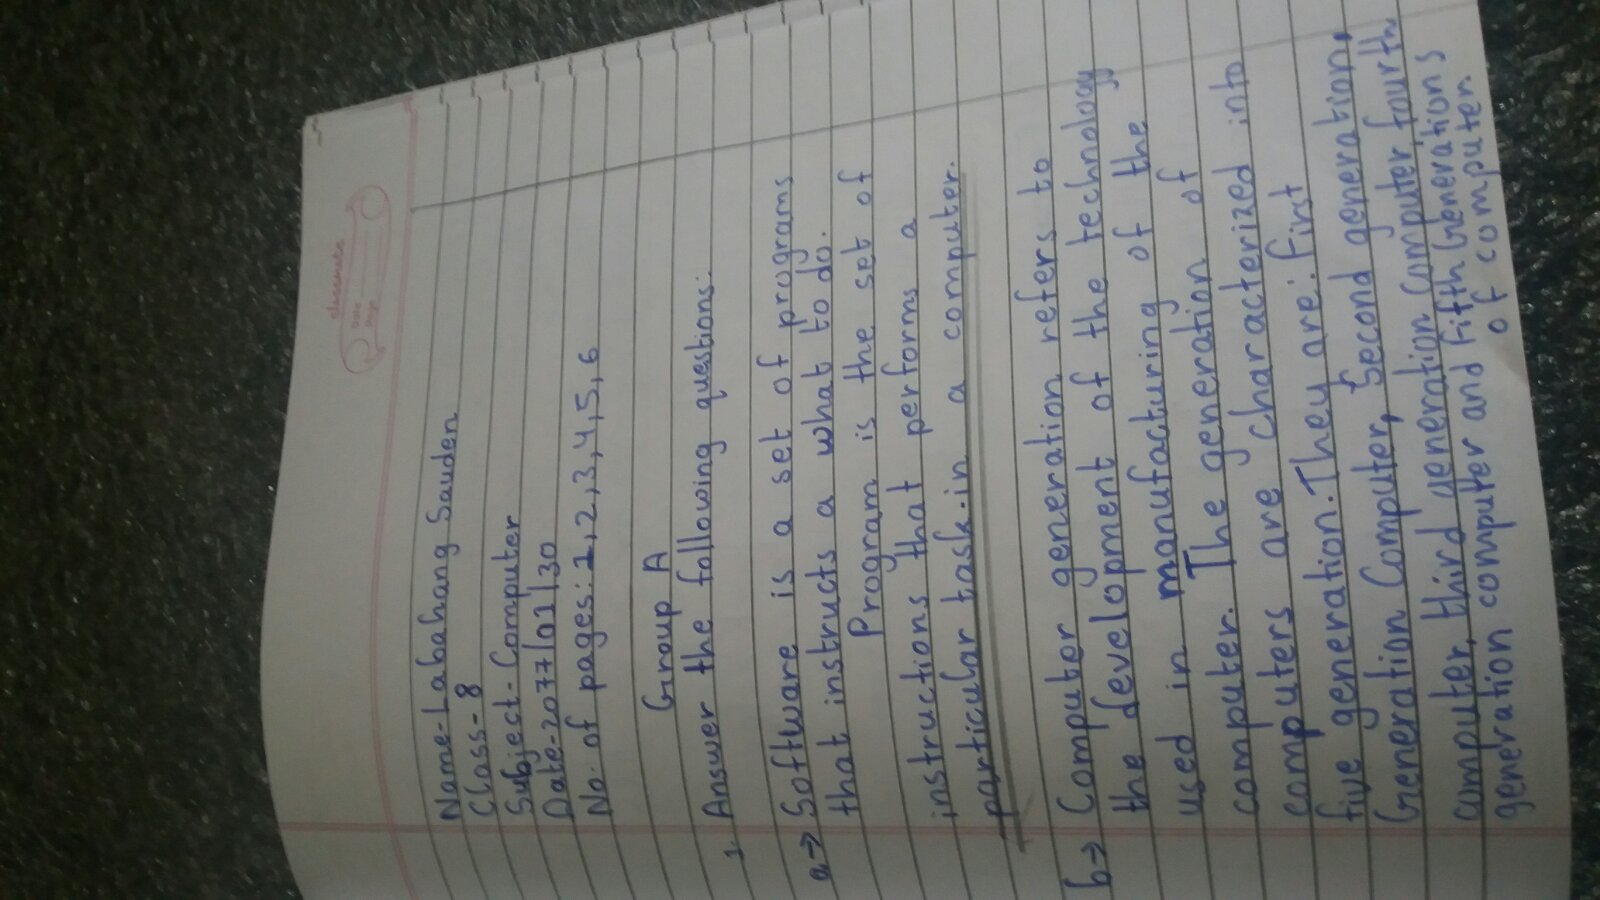 classmate
Date
Page
Name-Labahang Sauden
Class-8
Subject-Computer
Date-2077/02/30
No. of pages:1,2,3,4,5,6
Group A
1 Answer the following questions:
a→ Software is a set of programs
that instructs a what to do.
Program is the set of
instructions that performs a
particular task.in a computer.
b→ Computer generation refers to
the development of the technology
used in manufacturing of the
computer. The generation of
computers are characterized into
five generation. They are: first
Generation Computer, Second generation,
computer, third generation computer, fourth
generation computer and fifth Generations
of computer.